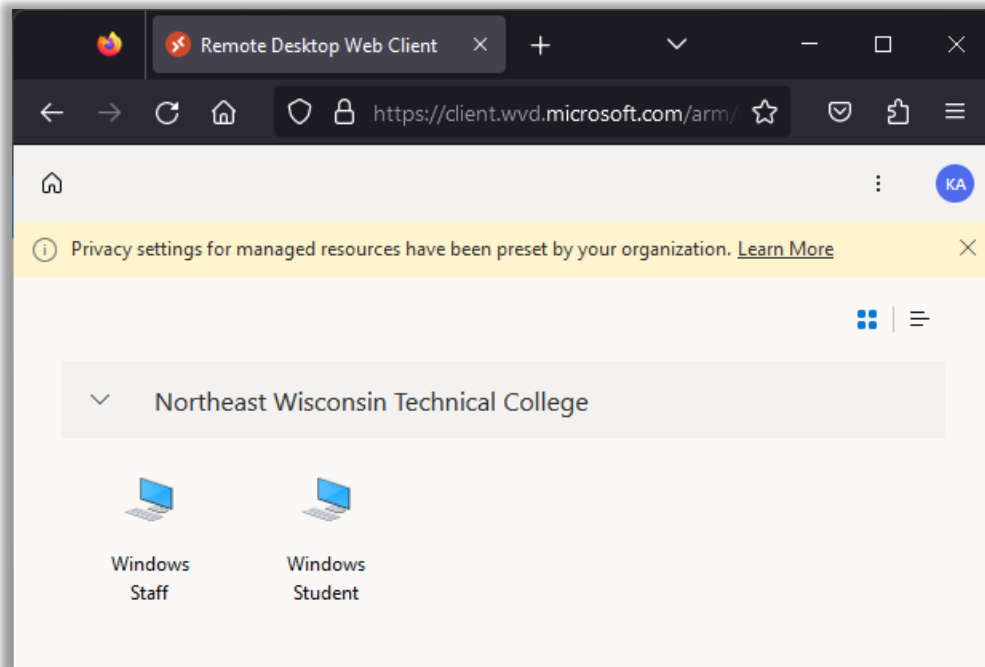 Remote Desktop Web Client
https://client.wvd.microsoft.com/arm/
KA
Privacy settings for managed resources have been preset by your organization. Learn More
Northeast Wisconsin Technical College
Windows Windows
Staff Student